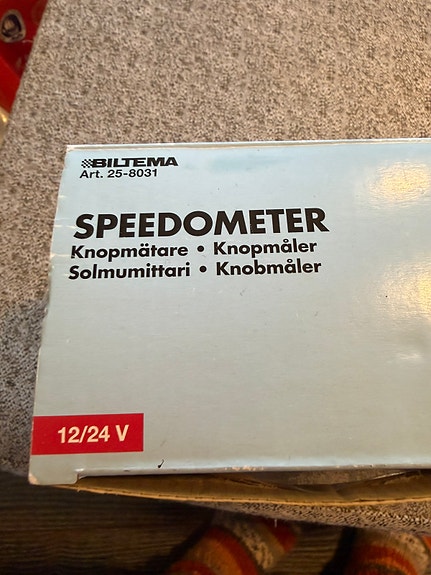 BILTEMA
Art. 25-8031
SPEEDOMETER
Knopmätare • Knopmåler
Solmumittari • Knobmåler
12/24 V